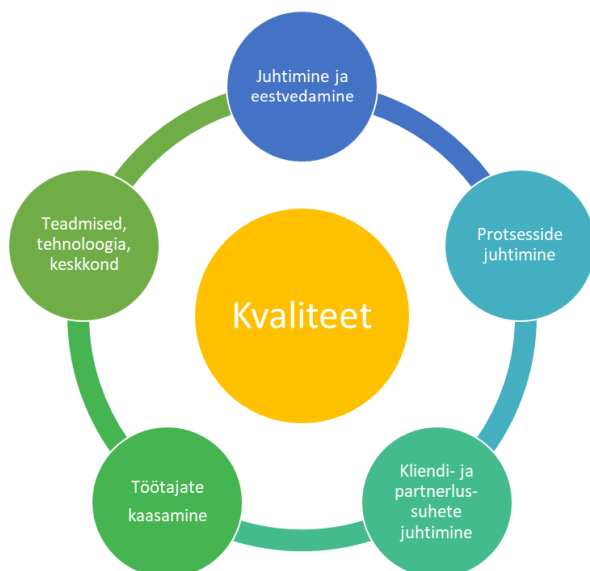 Juhtimine ja
eestvedamine
Teadmised,
tehnoloogia,
keskkond
Protsesside
juhtimine
Kvaliteet
Töötajate
kaasamine
Kliendi- ja
partnerlus-
suhete
juhtimine